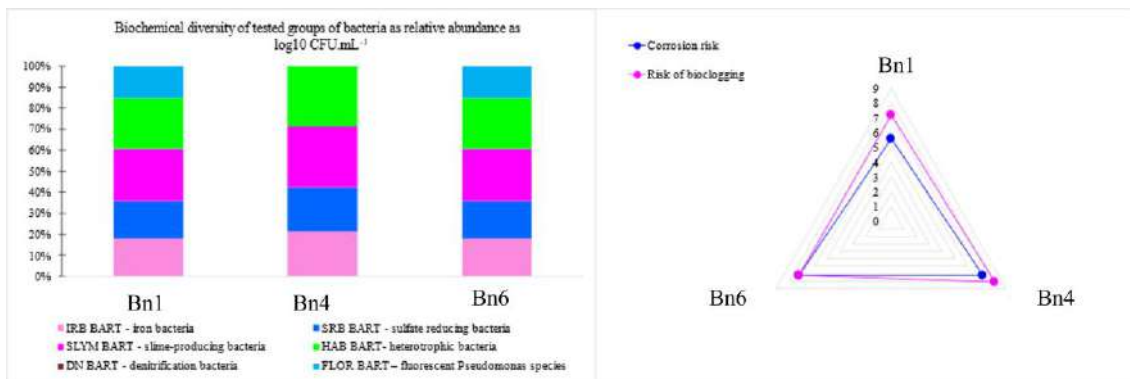 Biochemical diversity of tested groups of bacteria as relative abundance as
log10 CFU.mL⁻¹
100%
90%
80%
70%
60%
50%
40%
30%
20%
10%
0%
Bn1 Bn4 Bn6
IRB BART - iron bacteria
SRB BART - sulfate reducing bacteria
SLYM BART - slime-producing bacteria
HAB BART- heterotrophic bacteria
DN BART - denitrification bacteria
FLOR BART – fluorescent Pseudomonas species
Corrosion risk
Risk of bioclogging
Bn1
9
8
7
6
5
4
3
2
1
0
Bn6
Bn4